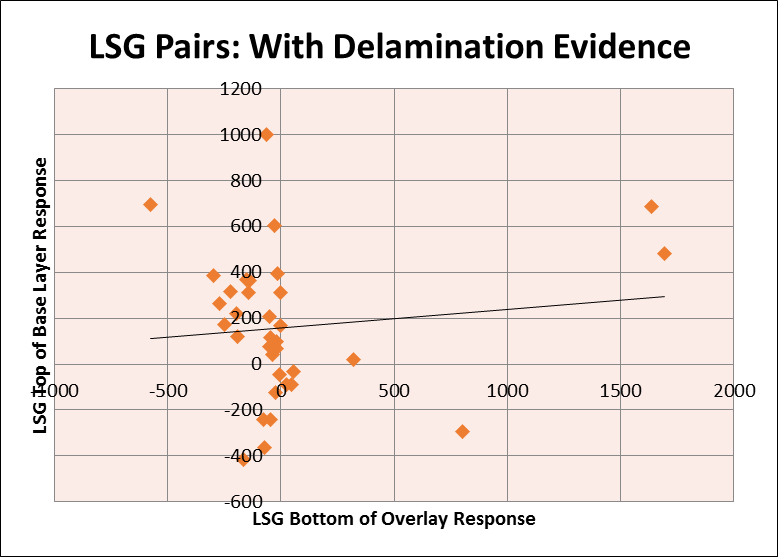 LSG Pairs: With Delamination Evidence
LSG Top of Base Layer Response
1200
1000
800
600
400
200
0
-200
-400
-600
-1000 -500 0 500 1000 1500 2000
LSG Bottom of Overlay Response